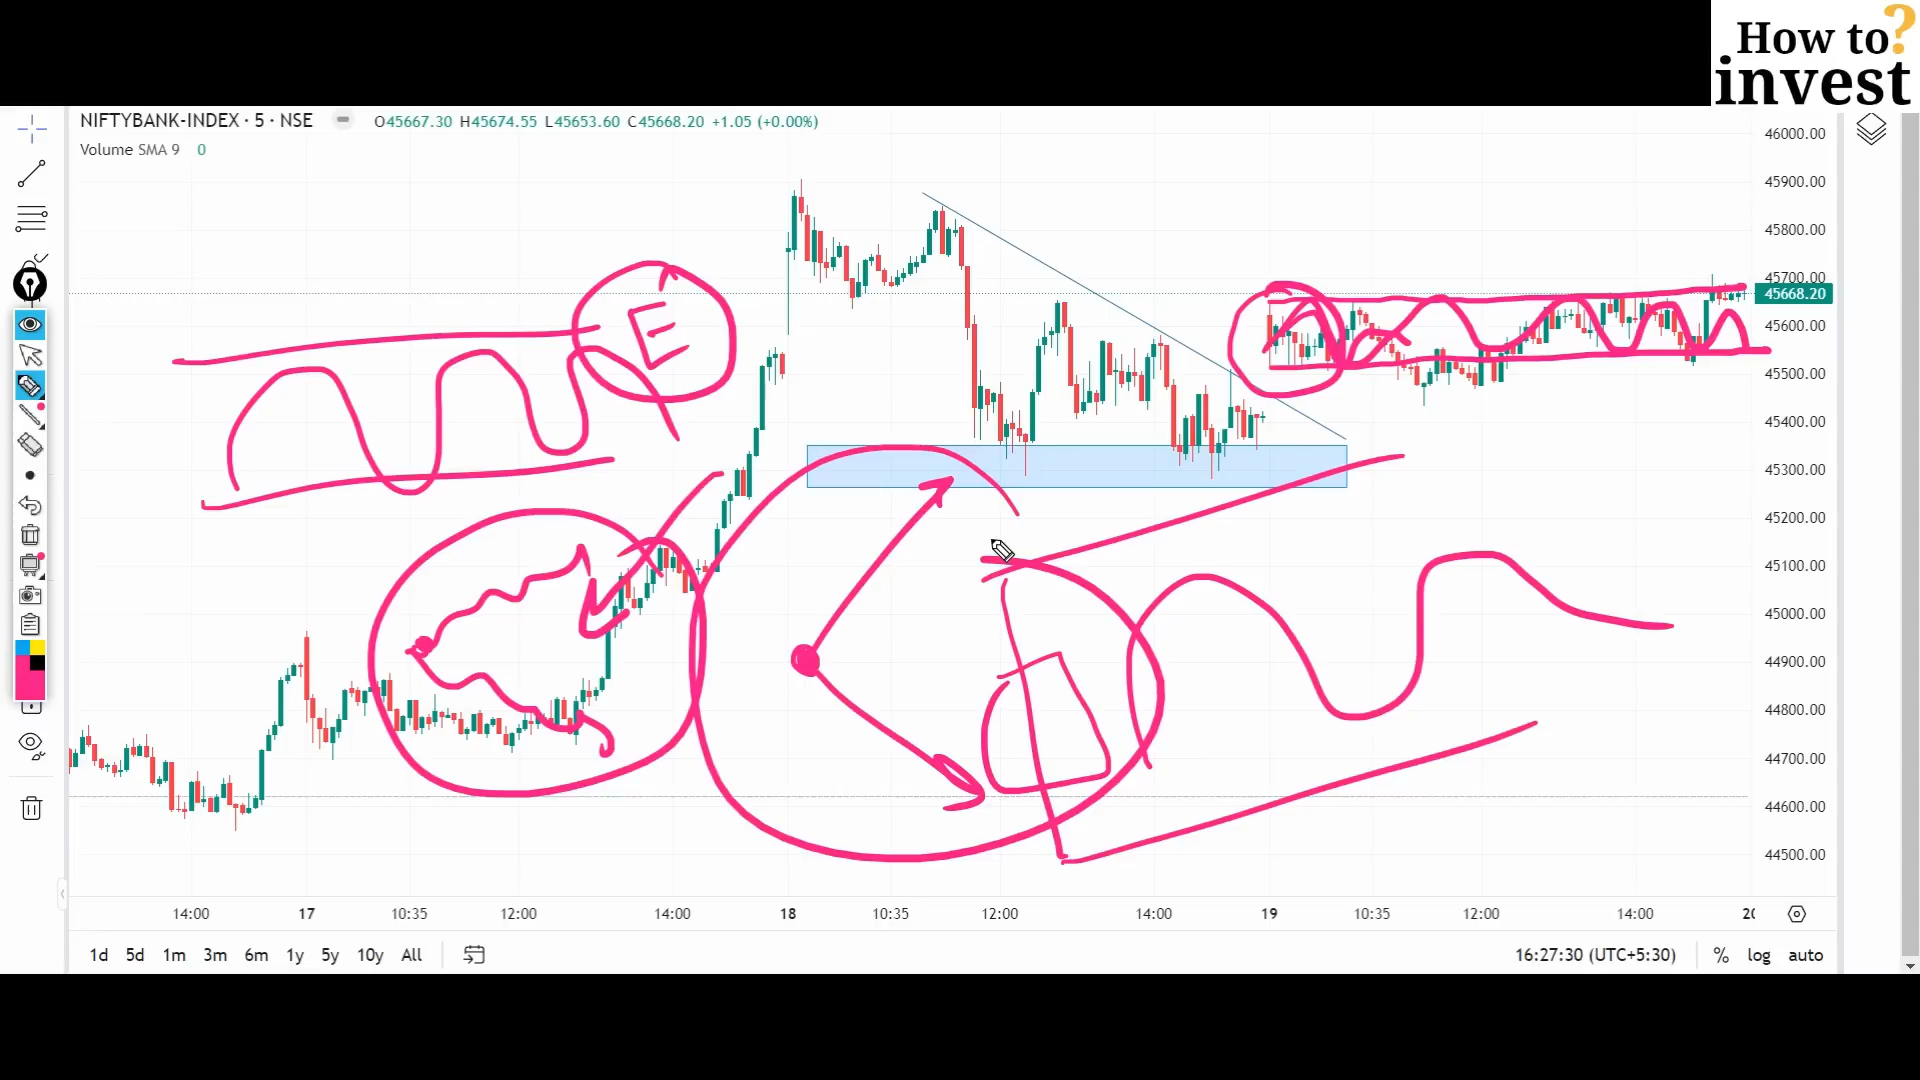 How to?
invest
NIFTYBANK-INDEX · 5 · NSE
O45667.30 H45674.55 L45653.60 C45668.20 +1.05 (+0.00%)
Volume SMA 9 0
46000.00
45900.00
45800.00
45700.00
45668.20
45600.00
45500.00
45400.00
45300.00
45200.00
45100.00
45000.00
44900.00
44800.00
44700.00
44600.00
44500.00
E
14:00 17 10:35 12:00 14:00 18 10:35 12:00 14:00 19 10:35 12:00 14:00 20
1d 5d 1m 3m 6m 1y 5y 10y All
16:27:30 (UTC+5:30) % log auto